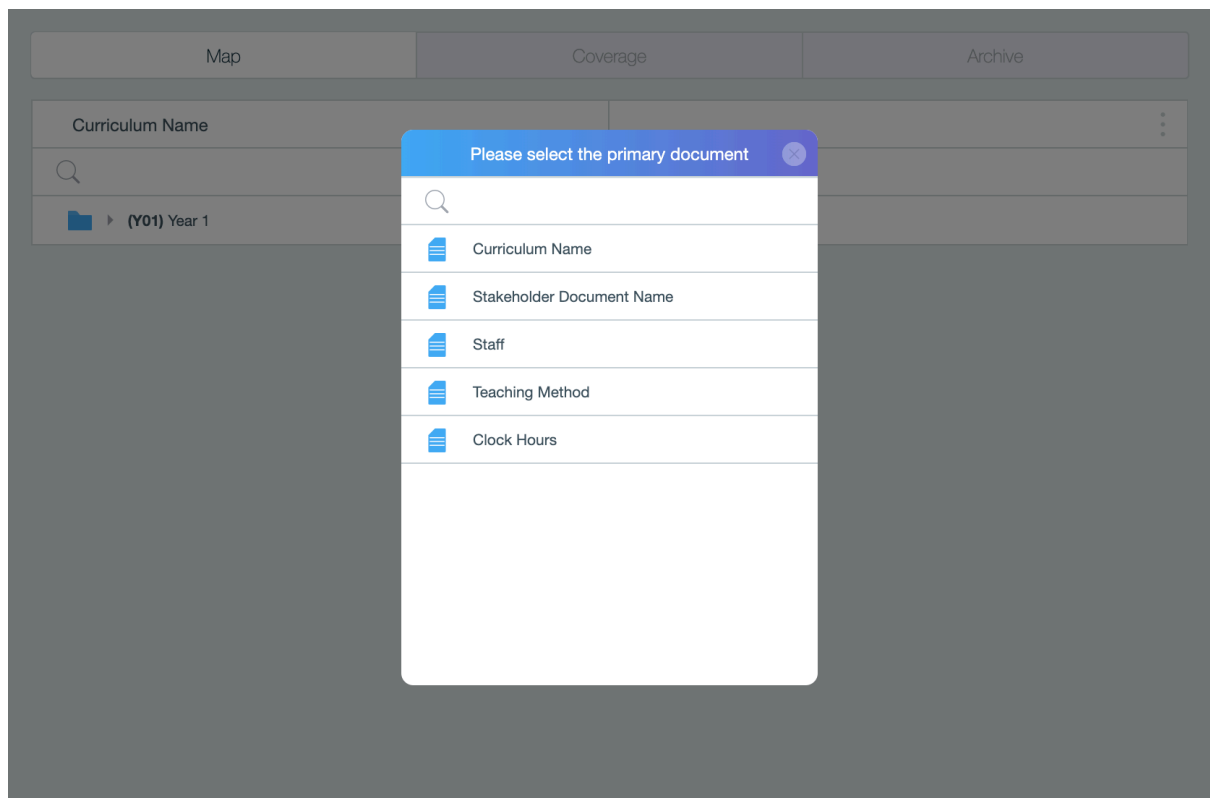 Map
Coverage
Archive
Curriculum Name
Please select the primary document
(Y01) Year 1
Curriculum Name
Stakeholder Document Name
Staff
Teaching Method
Clock Hours